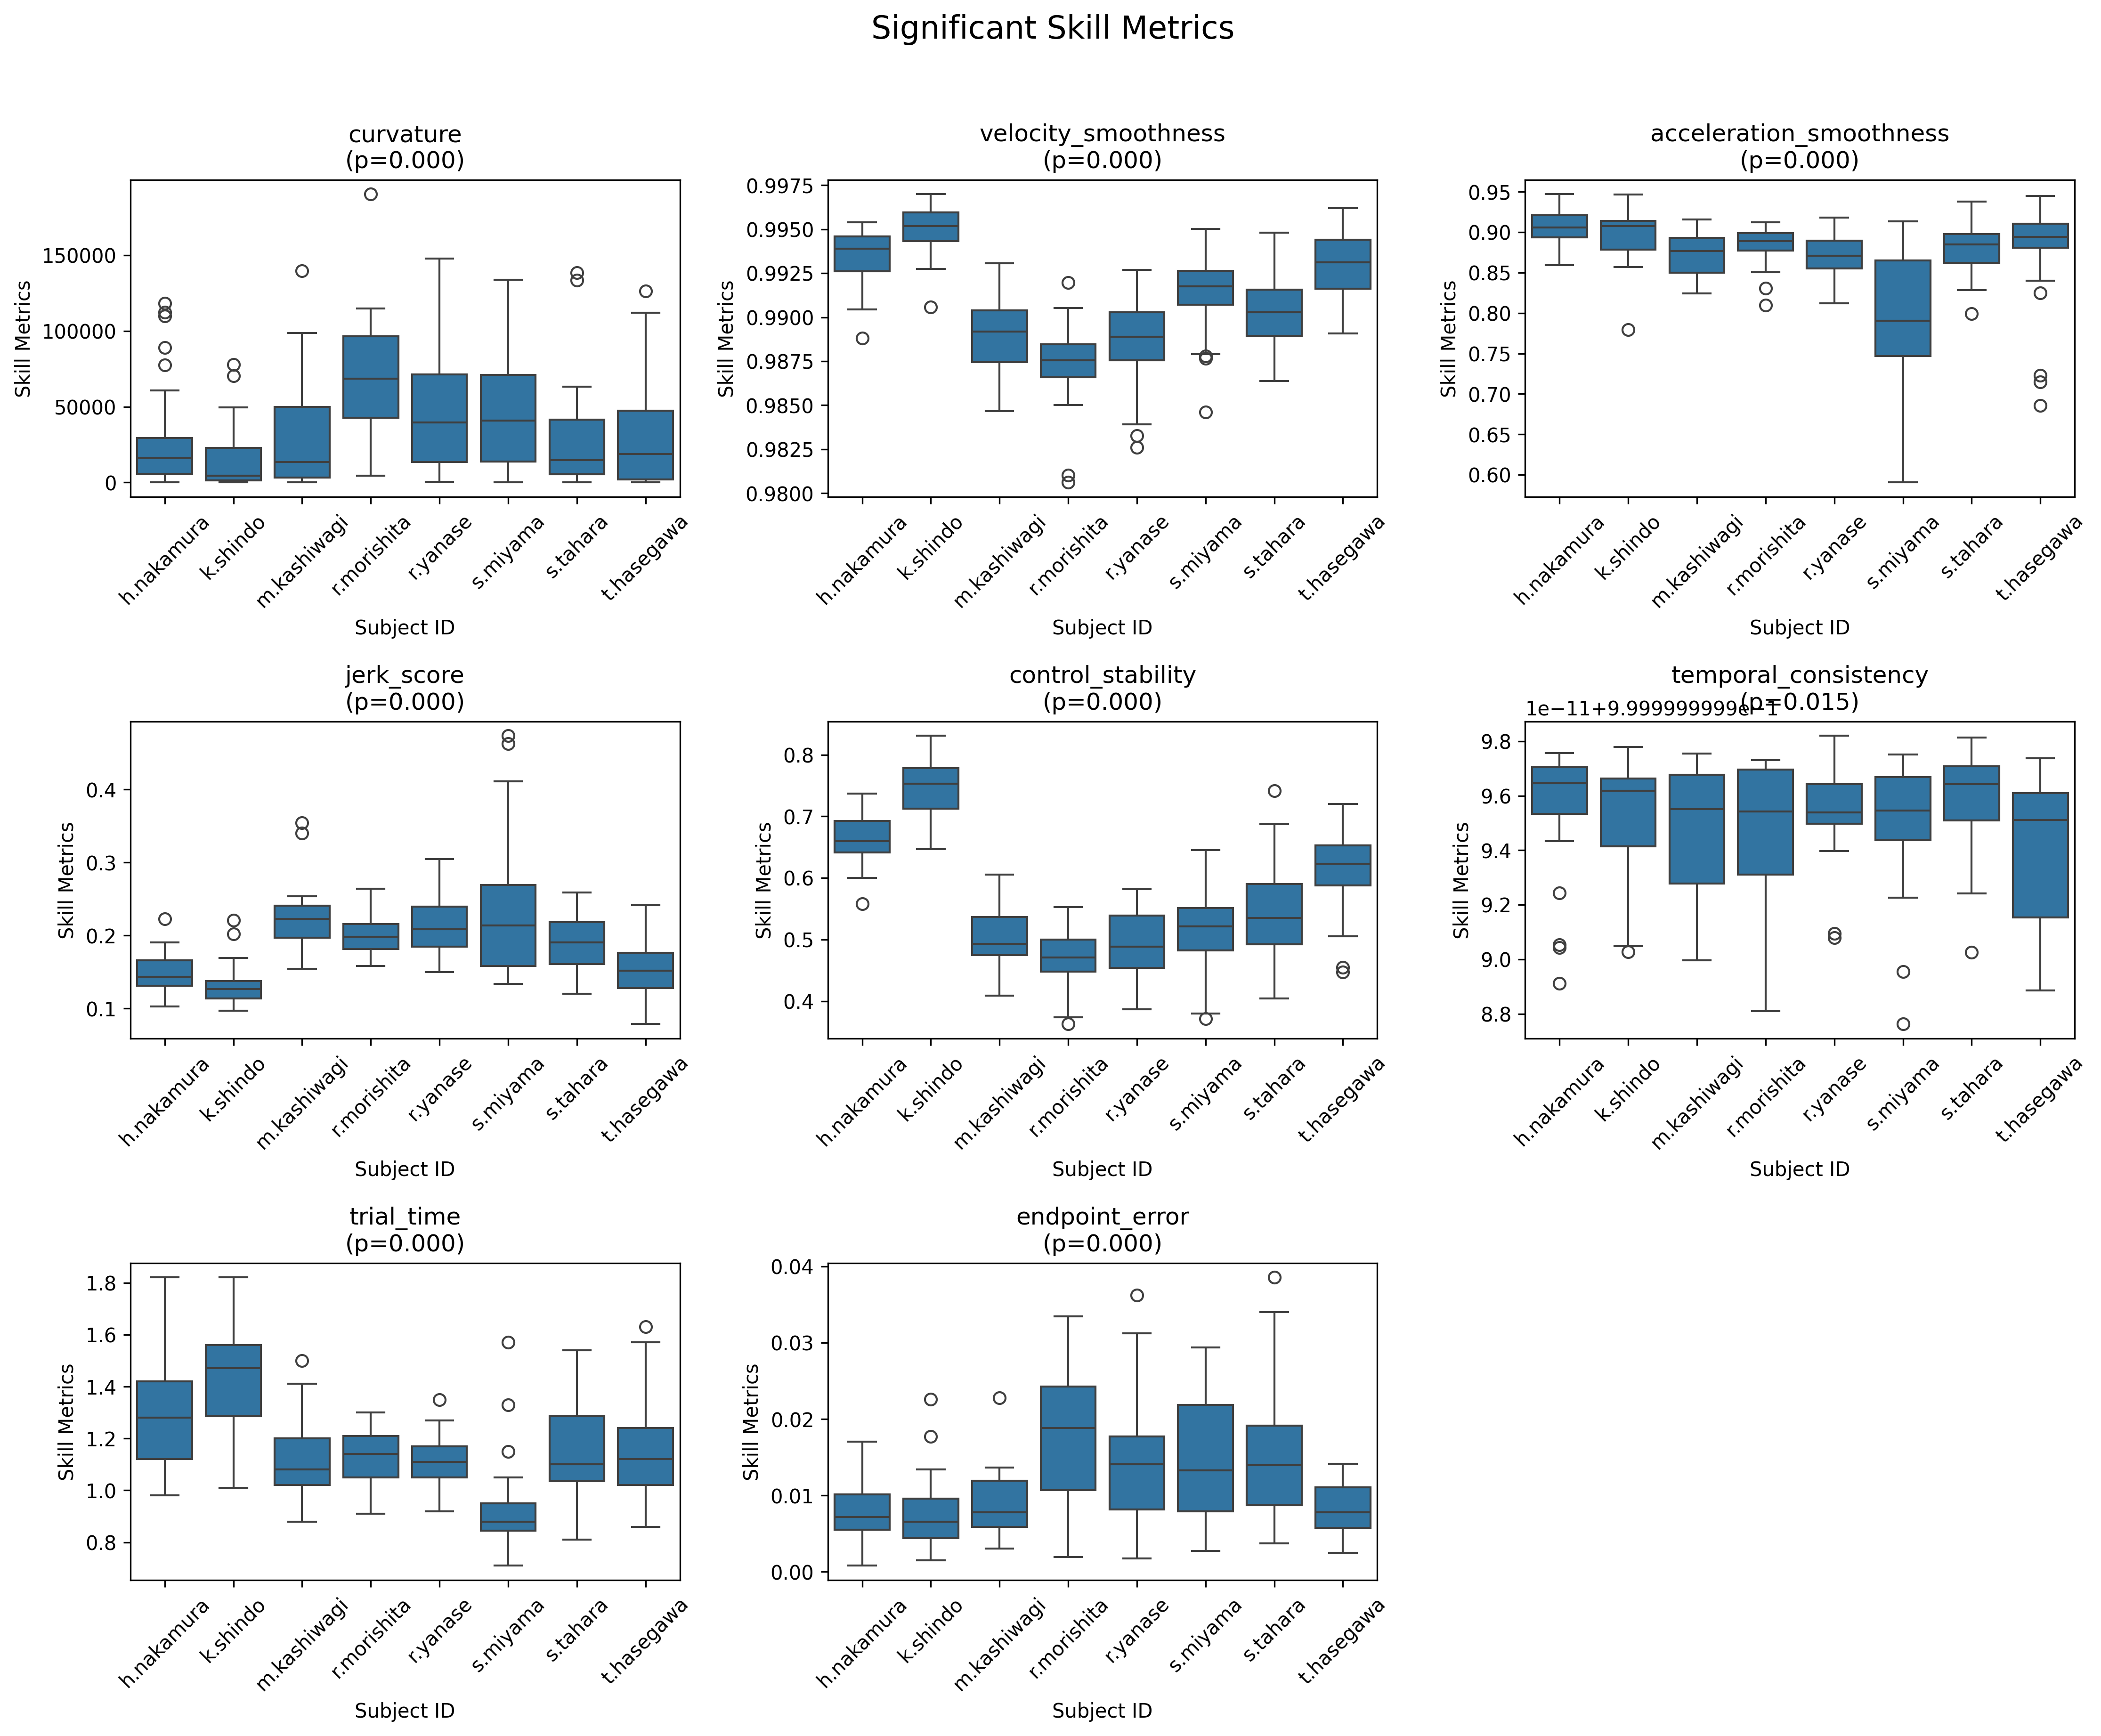 Significant Skill Metrics
curvature
(p=0.000)
Skill Metrics
150000
100000
50000
0
h.nakamura
k.shindo
m.kashiwagi
r.morishita
r.yanase
s.miyama
s.tahara
t.hasegawa
Subject ID
velocity_smoothness
(p=0.000)
Skill Metrics
0.9975
0.9950
0.9925
0.9900
0.9875
0.9850
0.9825
0.9800
h.nakamura
k.shindo
m.kashiwagi
r.morishita
r.yanase
s.miyama
s.tahara
t.hasegawa
Subject ID
acceleration_smoothness
(p=0.000)
Skill Metrics
0.95
0.90
0.85
0.80
0.75
0.70
0.65
0.60
h.nakamura
k.shindo
m.kashiwagi
r.morishita
r.yanase
s.miyama
s.tahara
t.hasegawa
Subject ID
jerk_score
(p=0.000)
Skill Metrics
0.4
0.3
0.2
0.1
h.nakamura
k.shindo
m.kashiwagi
r.morishita
r.yanase
s.miyama
s.tahara
t.hasegawa
Subject ID
control_stability
(p=0.000)
Skill Metrics
0.8
0.7
0.6
0.5
0.4
h.nakamura
k.shindo
m.kashiwagi
r.morishita
r.yanase
s.miyama
s.tahara
t.hasegawa
Subject ID
temporal_consistency
(p=0.015)
1e−11+9.999999999e−1
Skill Metrics
9.8
9.6
9.4
9.2
9.0
8.8
h.nakamura
k.shindo
m.kashiwagi
r.morishita
r.yanase
s.miyama
s.tahara
t.hasegawa
Subject ID
trial_time
(p=0.000)
Skill Metrics
1.8
1.6
1.4
1.2
1.0
0.8
h.nakamura
k.shindo
m.kashiwagi
r.morishita
r.yanase
s.miyama
s.tahara
t.hasegawa
Subject ID
endpoint_error
(p=0.000)
Skill Metrics
0.04
0.03
0.02
0.01
0.00
h.nakamura
k.shindo
m.kashiwagi
r.morishita
r.yanase
s.miyama
s.tahara
t.hasegawa
Subject ID